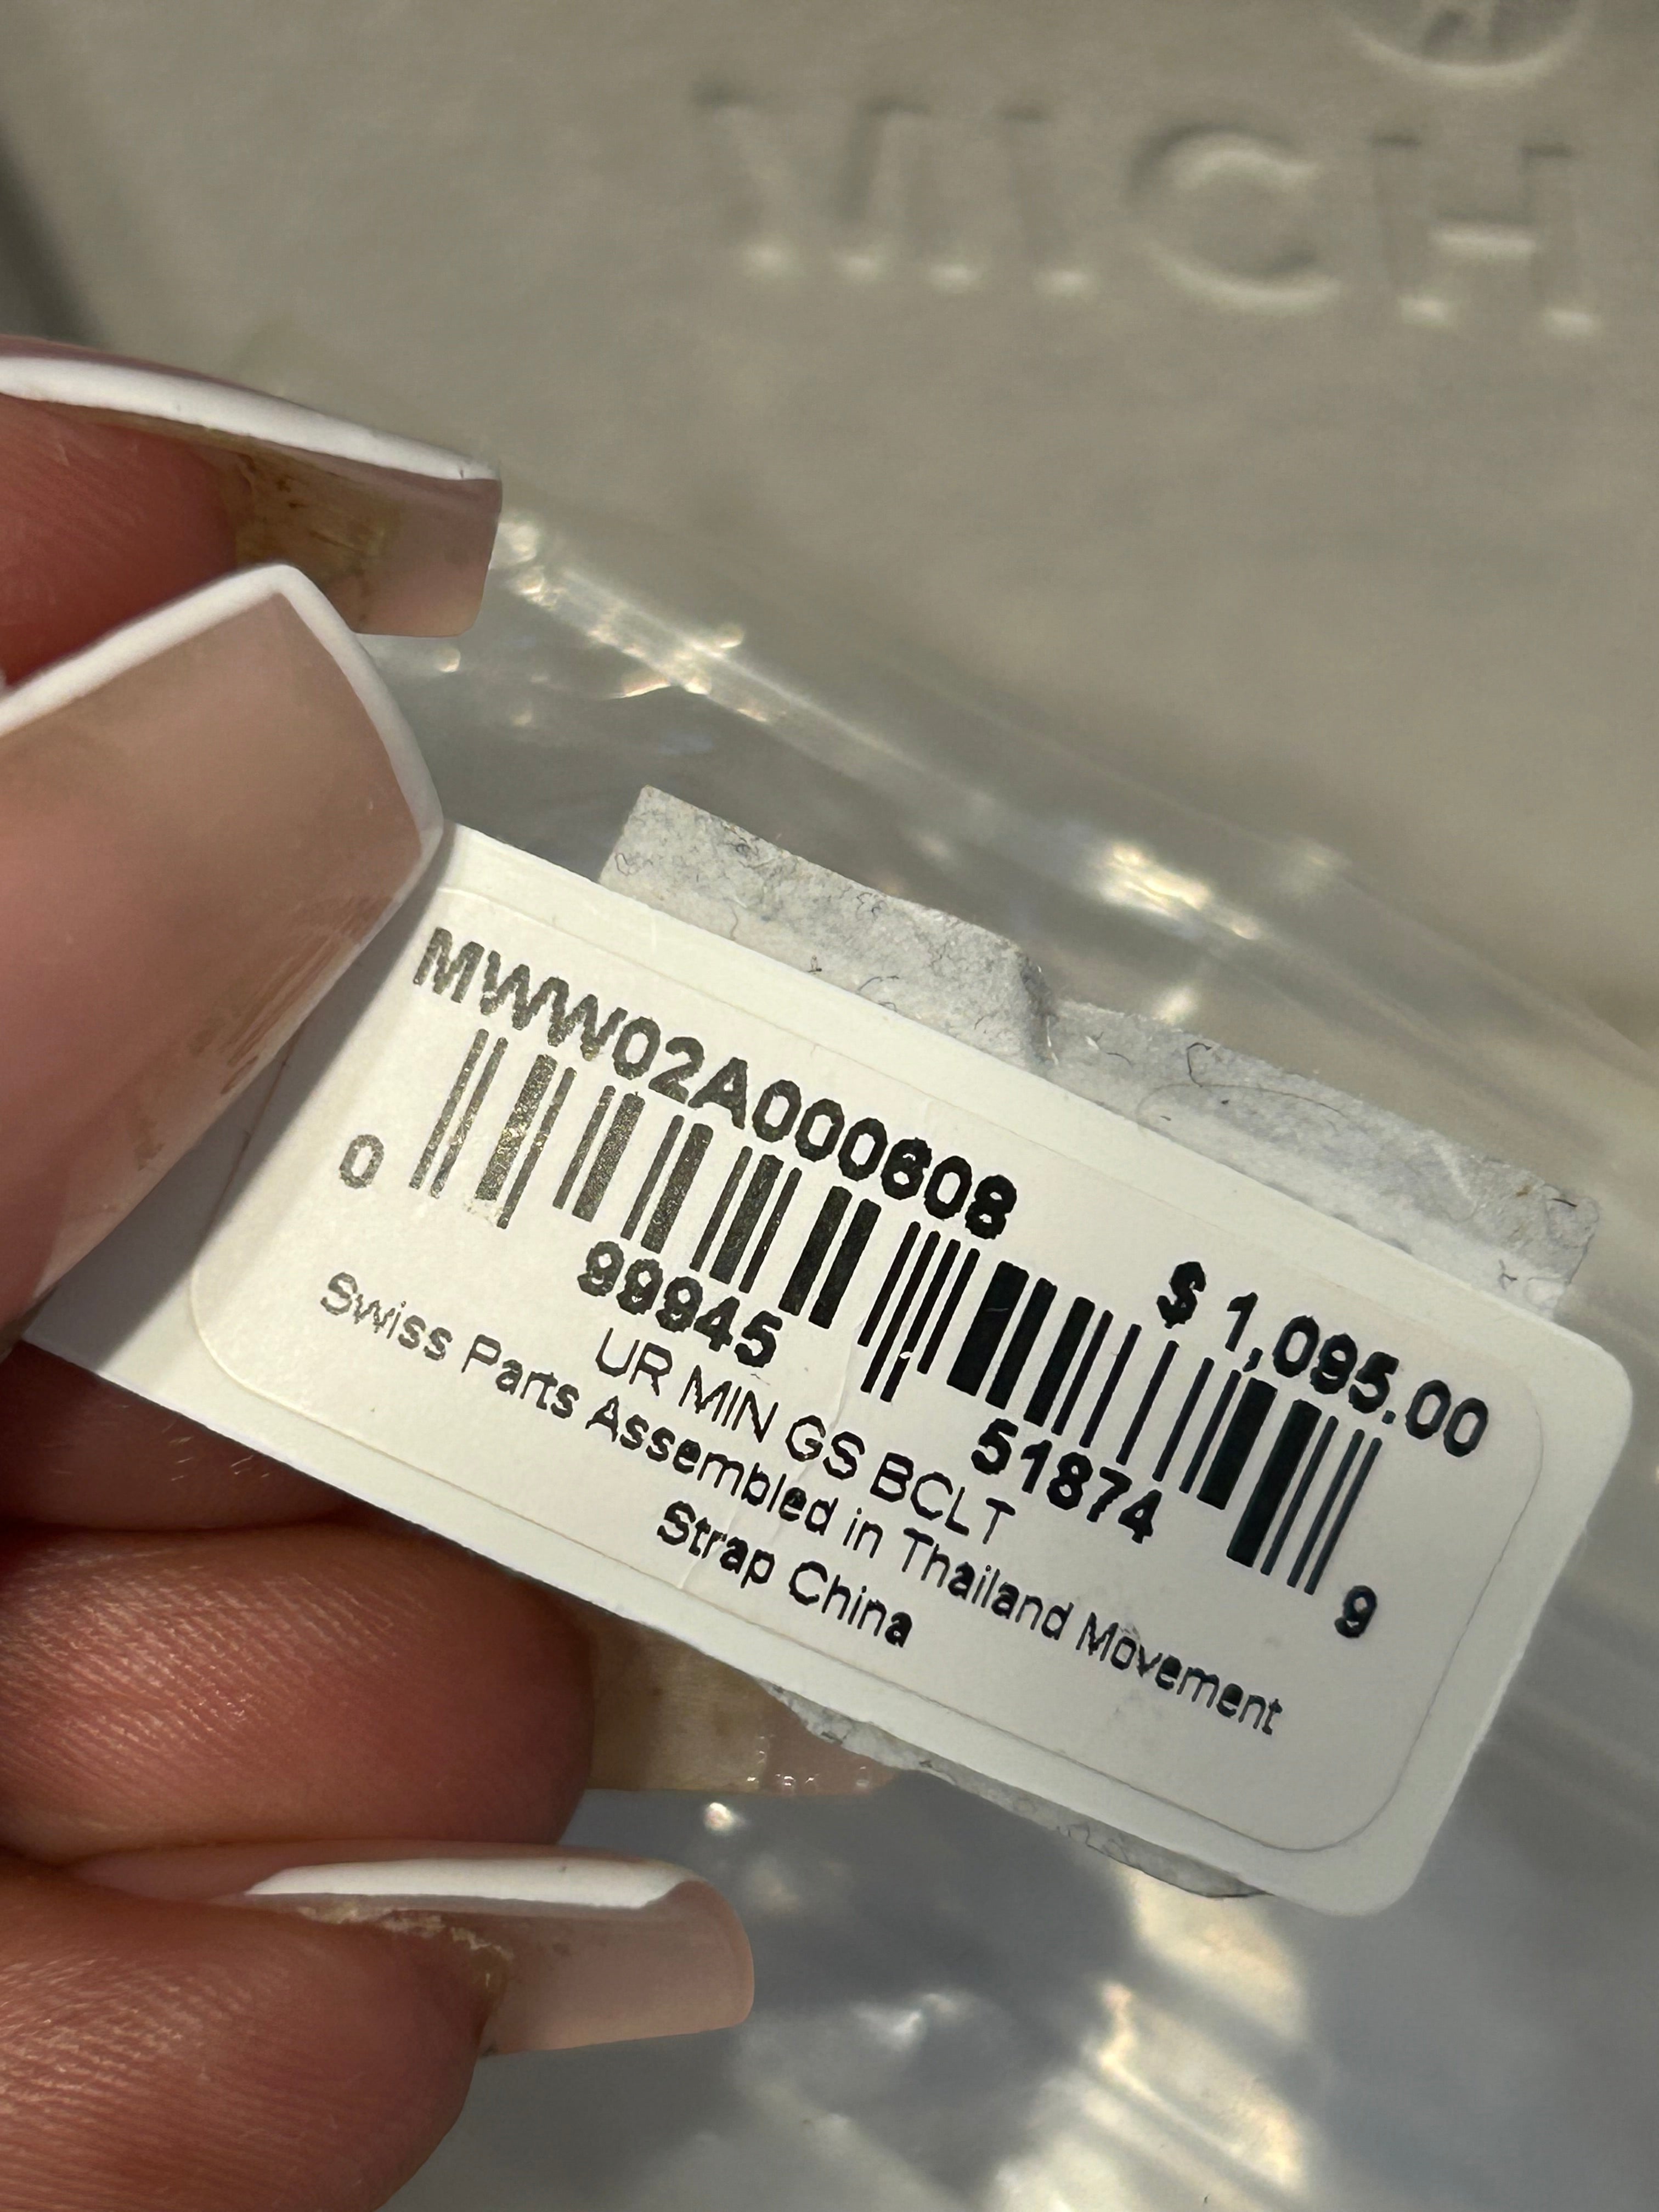 MICH
MWW02A000608
$ 1,095.00
0 99945 51874 9
UR MIN GS BCLT
Swiss Parts Assembled in Thailand Movement
Strap China